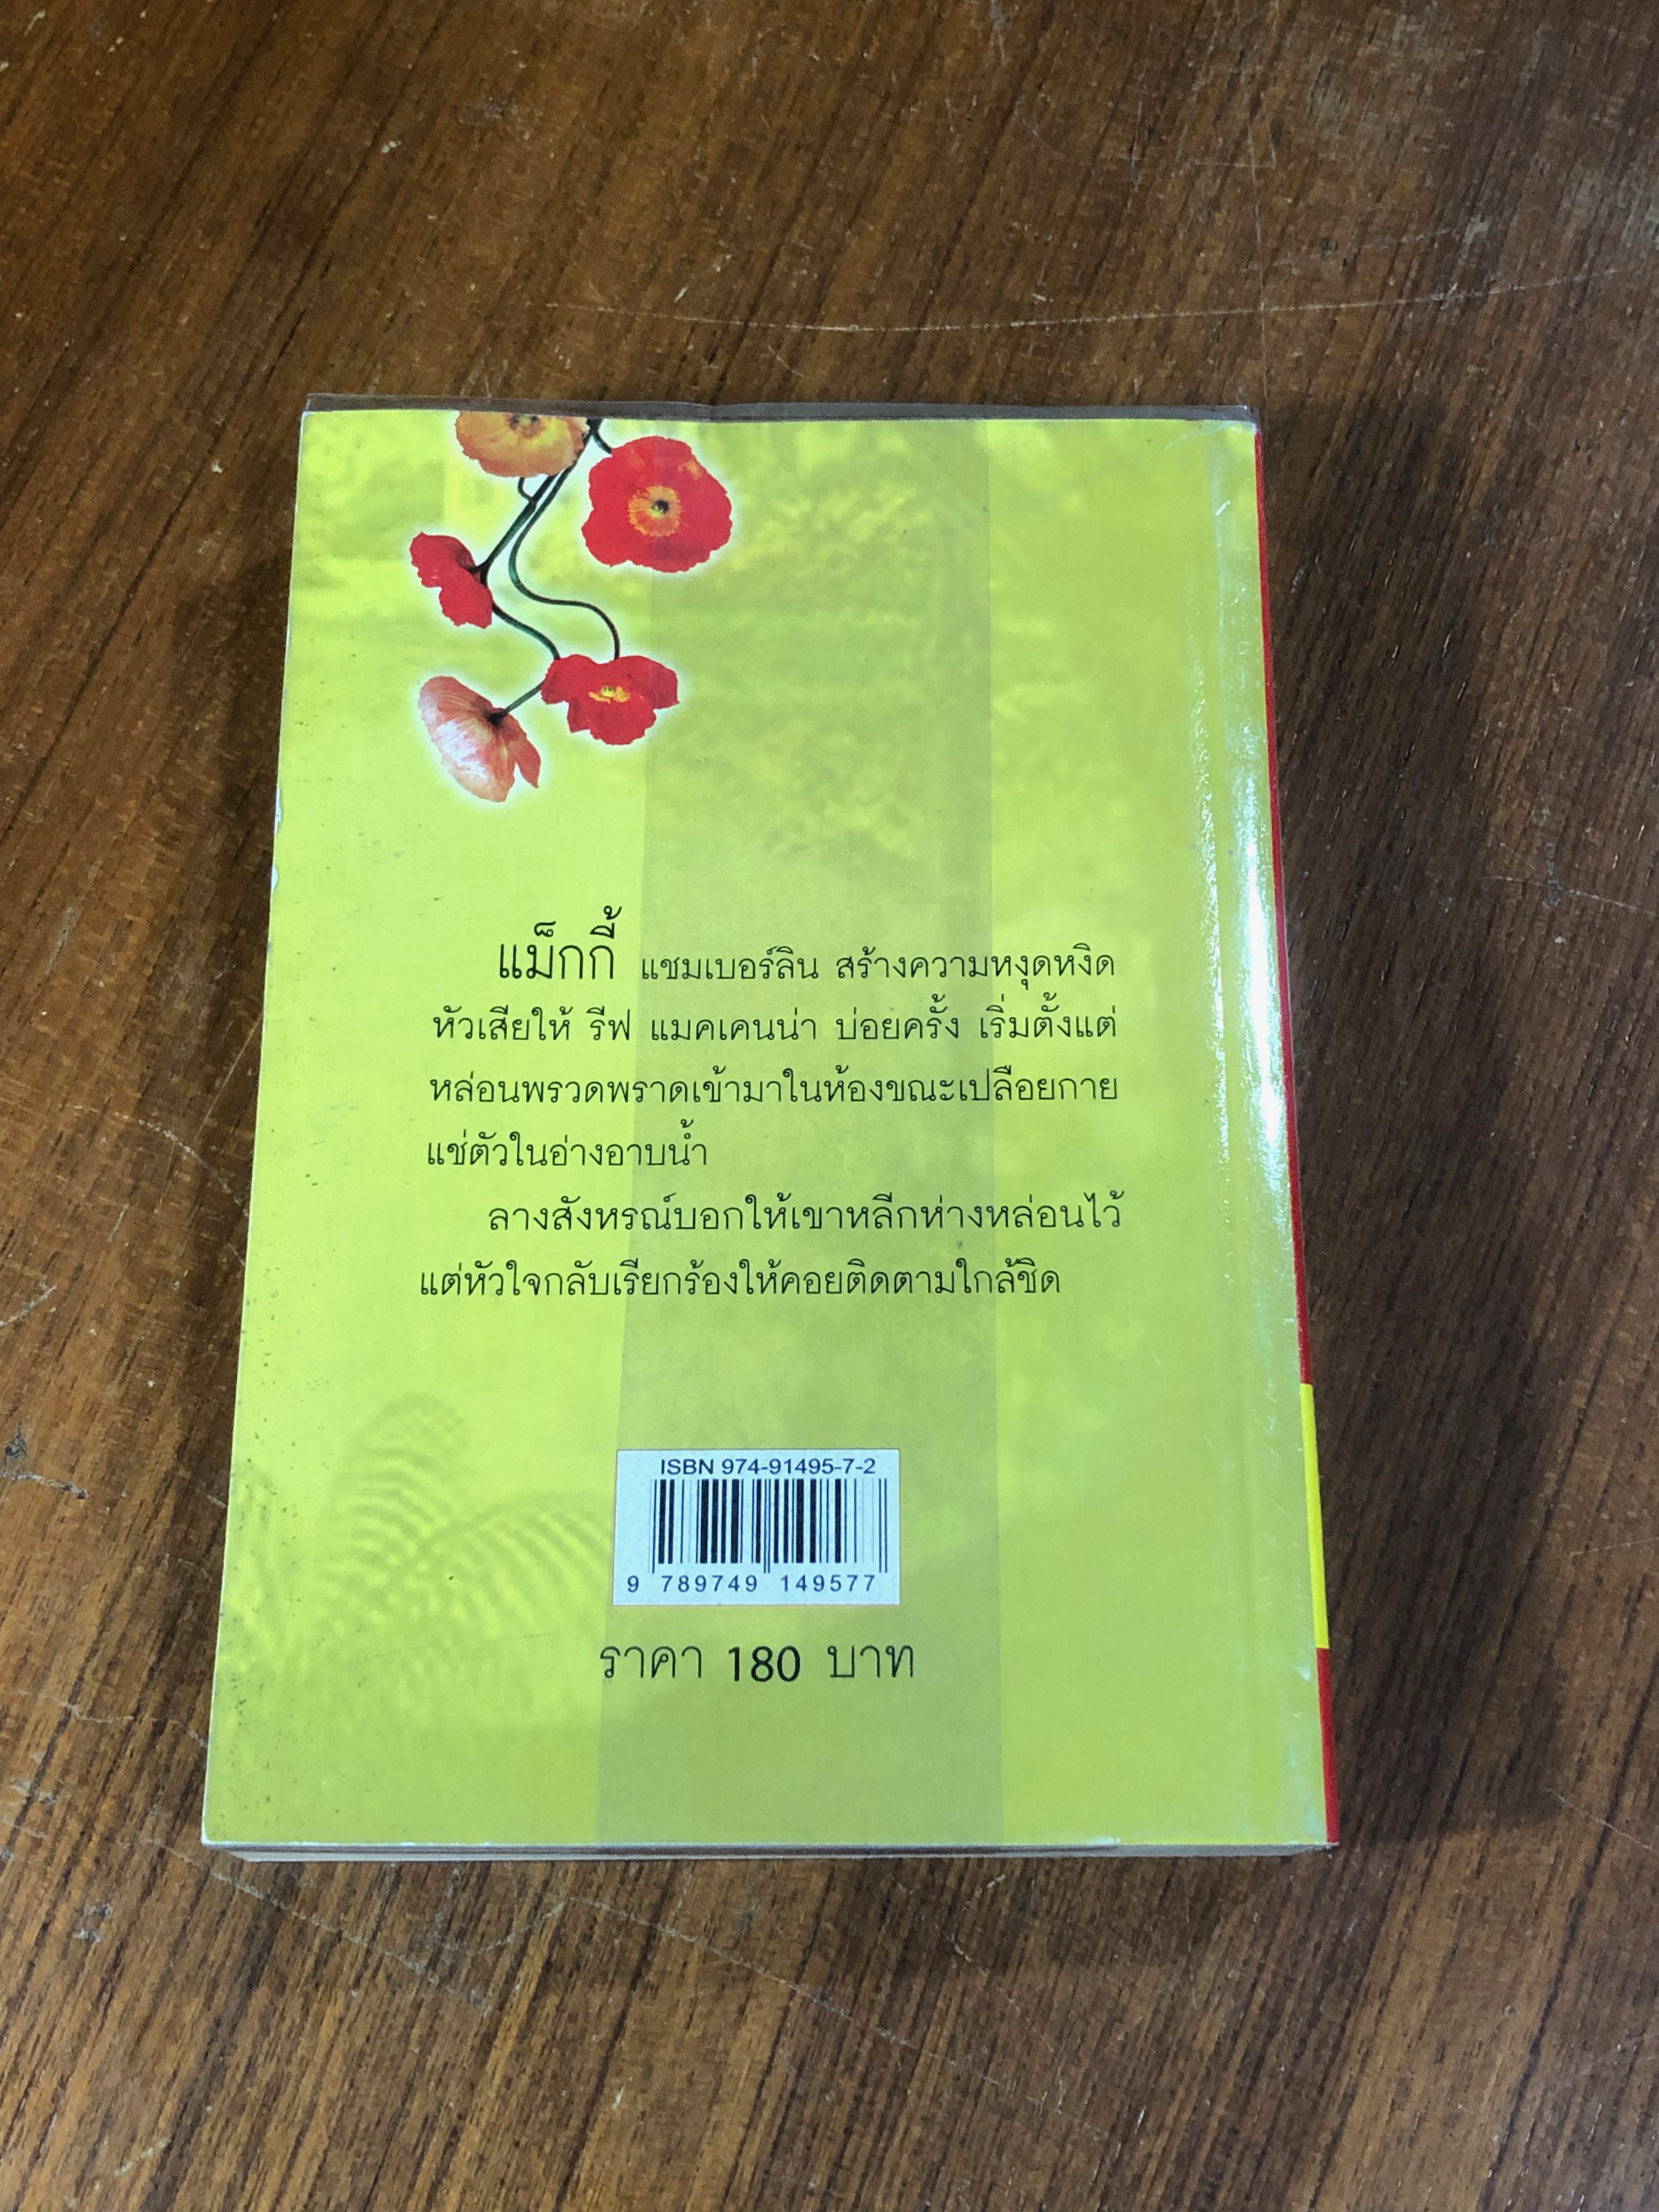 แม็กกี้ แชมเบอร์ลิน สร้างความหงุดหงิด
หัวเสียให้ รีฟ แมคเคนน่า บ่อยครั้ง เริ่มตั้งแต่
หล่อนพรวดพราดเข้ามาในห้องขณะเปลือยกาย
แช่ตัวในอ่างอาบน้ำ
ลางสังหรณ์บอกให้เขาหลีกห่างหล่อนไว้
แต่หัวใจกลับเรียกร้องให้คอยติดตามใกล้ชิด
ISBN 974-91495-7-2
9 789749 149577
ราคา 180 บาท